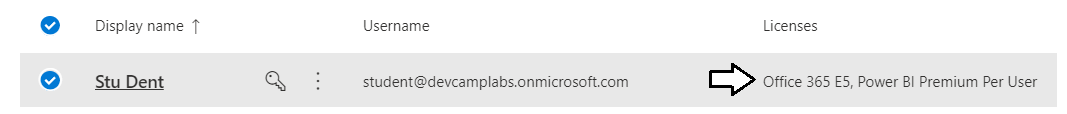 Display name ↑ Username Licenses
Stu Dent student@devcamplabs.onmicrosoft.com Office 365 E5, Power BI Premium Per User